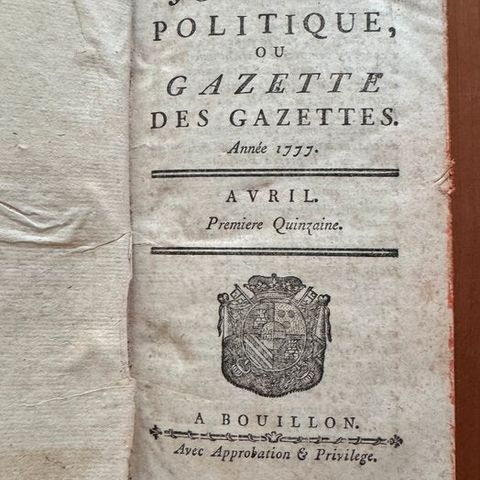 POLITIQUE,
OU
GAZETTE
DES GAZETTES.
Année 1777.
AVRIL.
Premiere Quinzaine.
A BOUILLON.
Avec Approbation & Privilege.